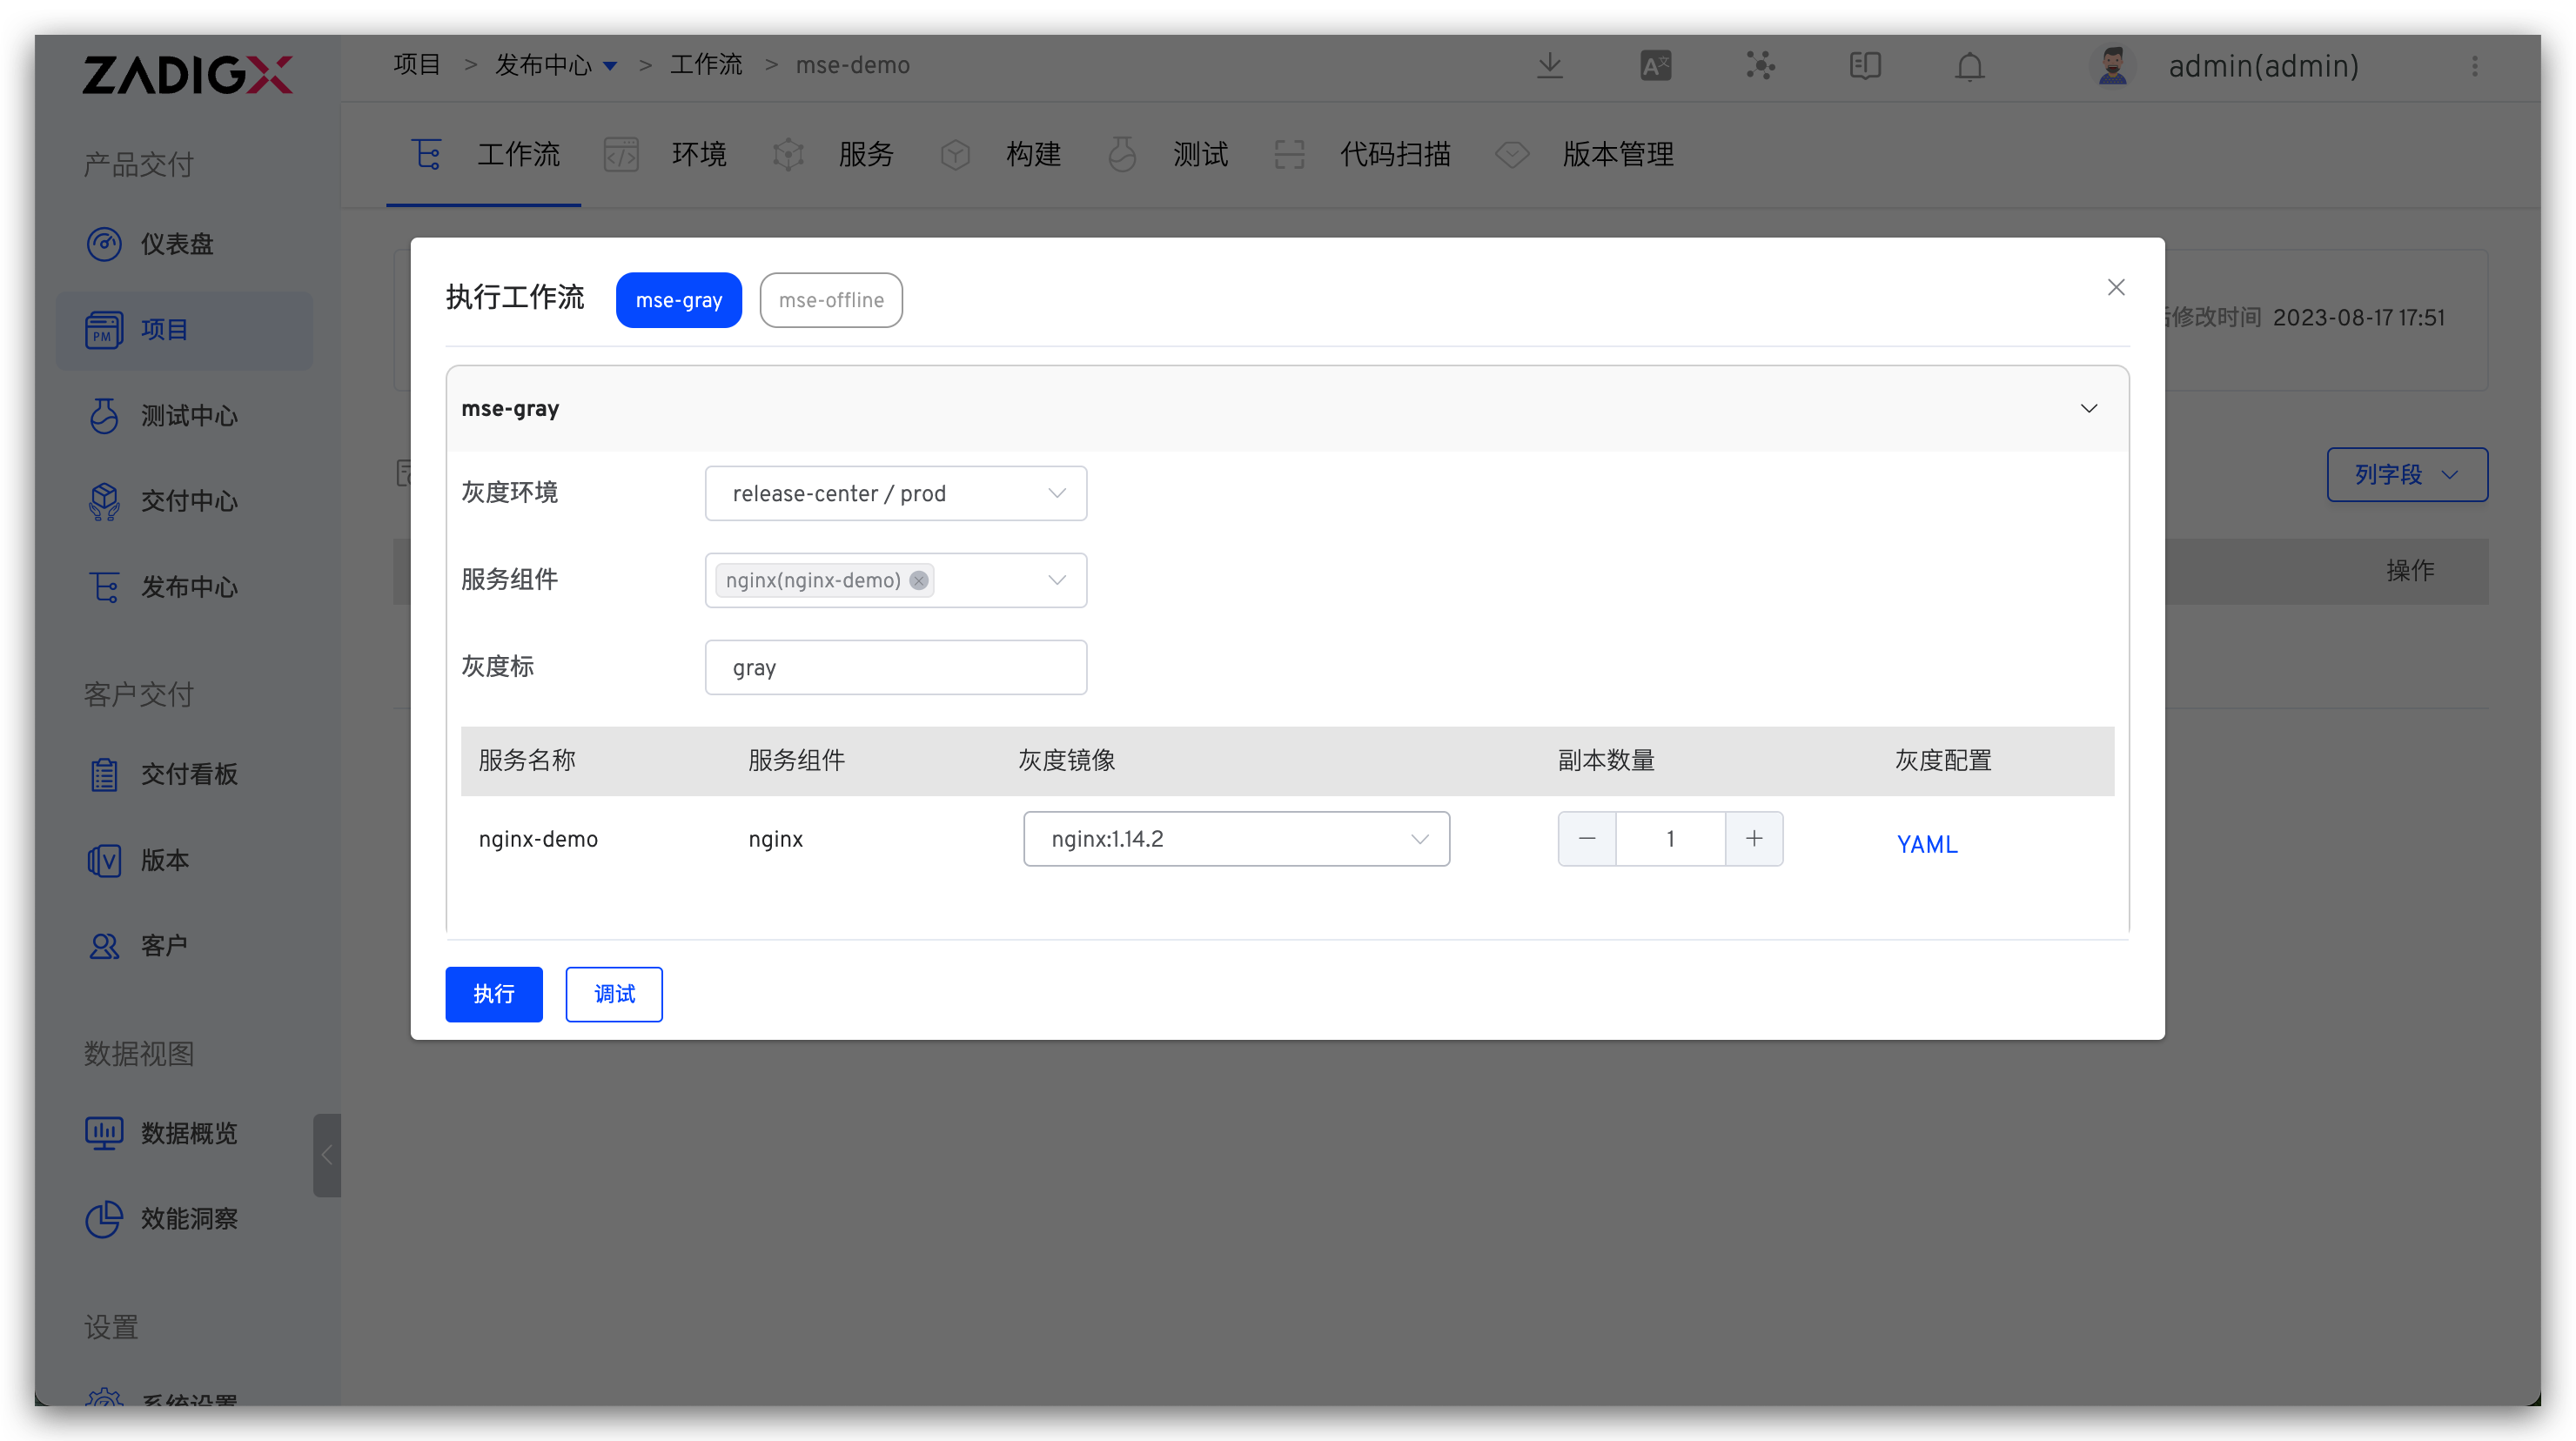 ZADIGX
项目 > 发布中心 > 工作流 > mse-demo
admin(admin)
工作流 环境 服务 构建 测试 代码扫描 版本管理
产品交付
仪表盘
项目
测试中心
交付中心
发布中心
客户交付
交付看板
版本
客户
数据视图
数据概览
效能洞察
设置
系统设置
执行工作流 mse-gray mse-offline
修改时间 2023-08-17 17:51
mse-gray
列字段
灰度环境 release-center / prod
服务组件 nginx(nginx-demo)
操作
灰度标 gray
服务名称 服务组件 灰度镜像 副本数量 灰度配置
nginx-demo nginx nginx:1.14.2 1 YAML
执行 调试